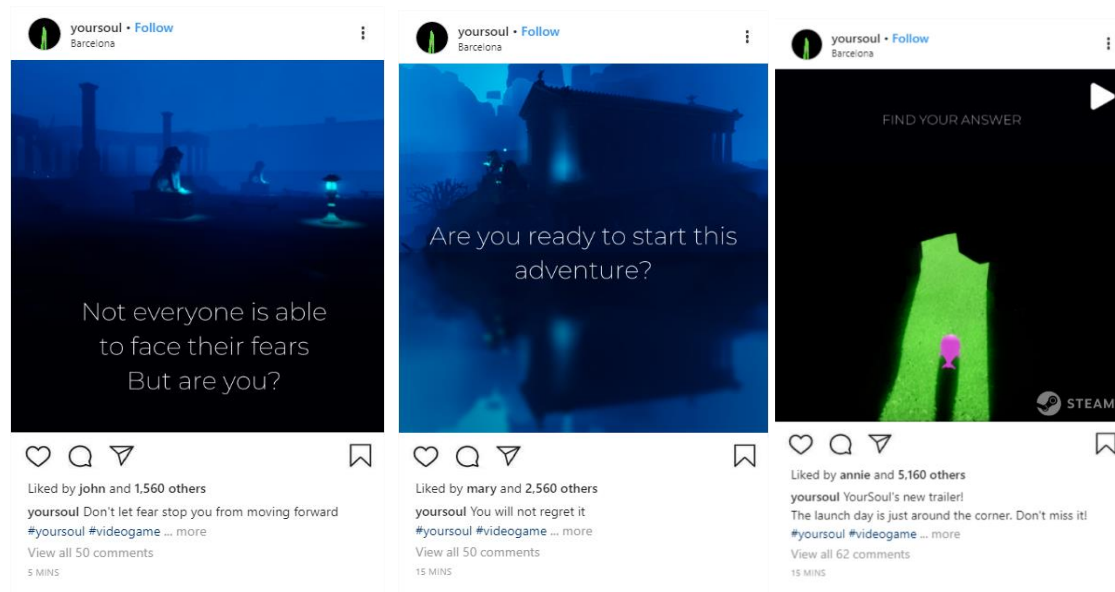 yoursoul • Follow
Barcelona
Not everyone is able
to face their fears
But are you?
Liked by john and 1,560 others
yoursoul Don't let fear stop you from moving forward
#yoursoul #videogame ... more
View all 50 comments
5 MINS
yoursoul • Follow
Barcelona
Are you ready to start this
adventure?
Liked by mary and 2,560 others
yoursoul You will not regret it
#yoursoul #videogame ... more
View all 50 comments
15 MINS
yoursoul • Follow
Barcelona
FIND YOUR ANSWER
STEAM
Liked by annie and 5,160 others
yoursoul YourSoul's new trailer!
The launch day is just around the corner. Don't miss it!
#yoursoul #videogame ... more
View all 62 comments
15 MINS